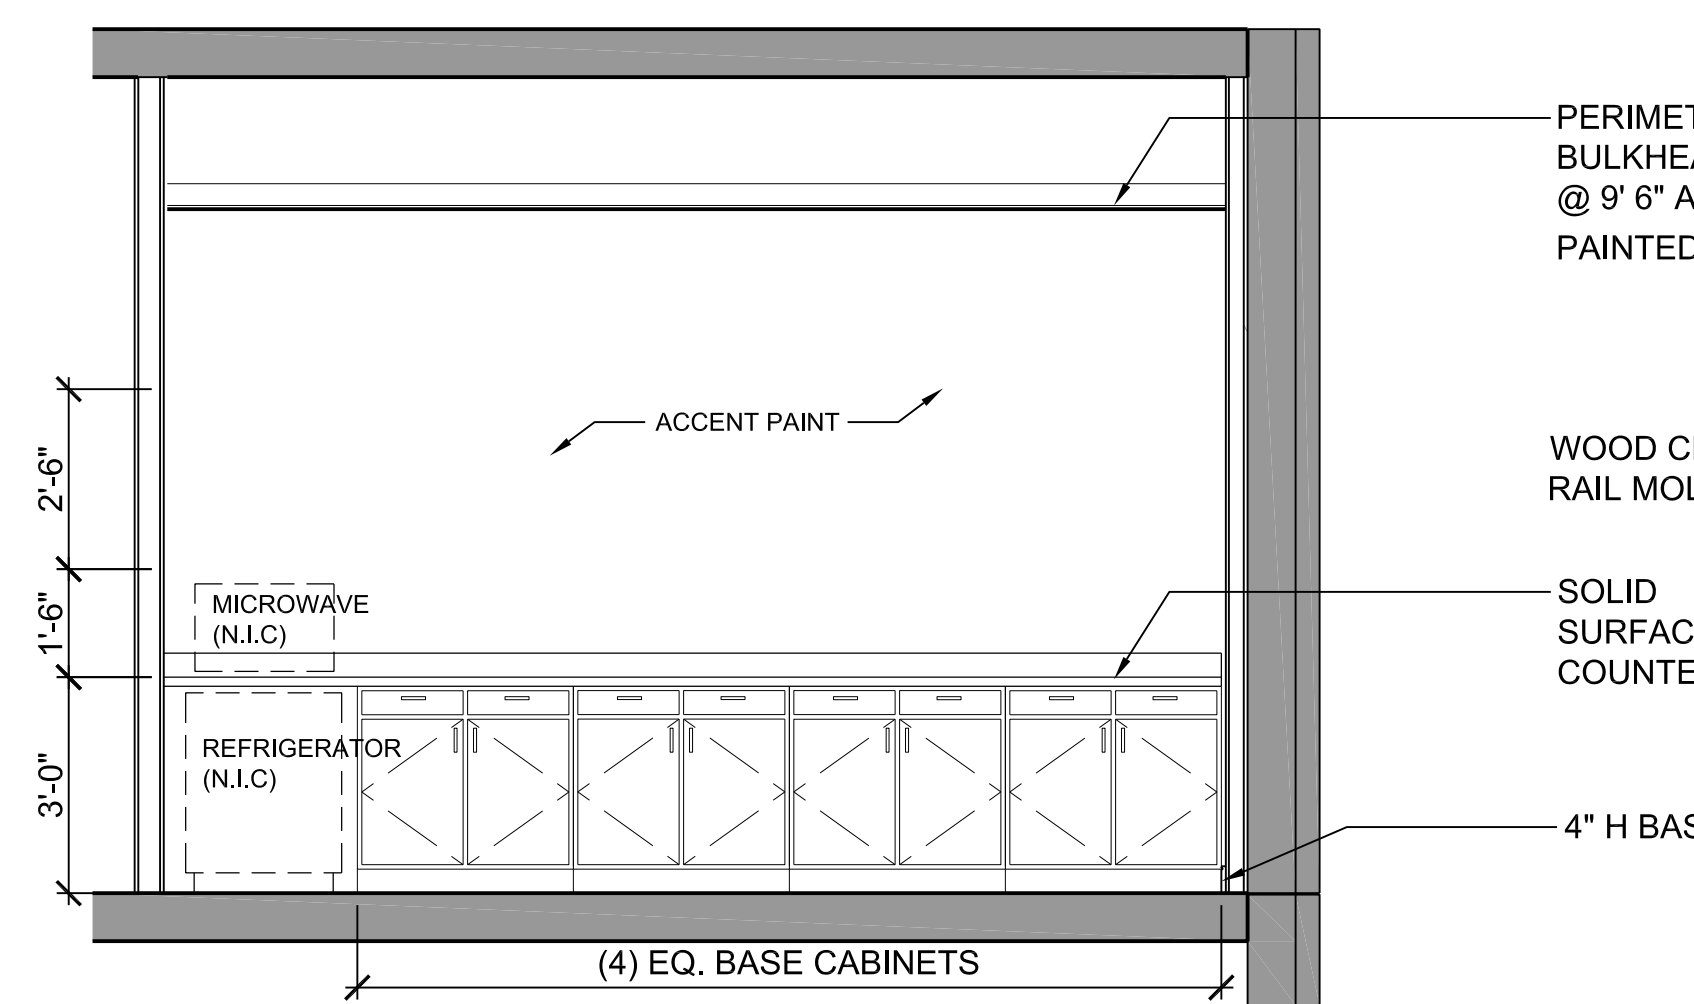 PERIMET
BULKHEA
@ 9' 6" A
PAINTED
2'-6"
ACCENT PAINT
WOOD C
RAIL MOL
1'-6"
MICROWAVE
(N.I.C)
SOLID
SURFAC
COUNTE
3'-0"
REFRIGERATOR
(N.I.C)
4" H BAS
(4) EQ. BASE CABINETS